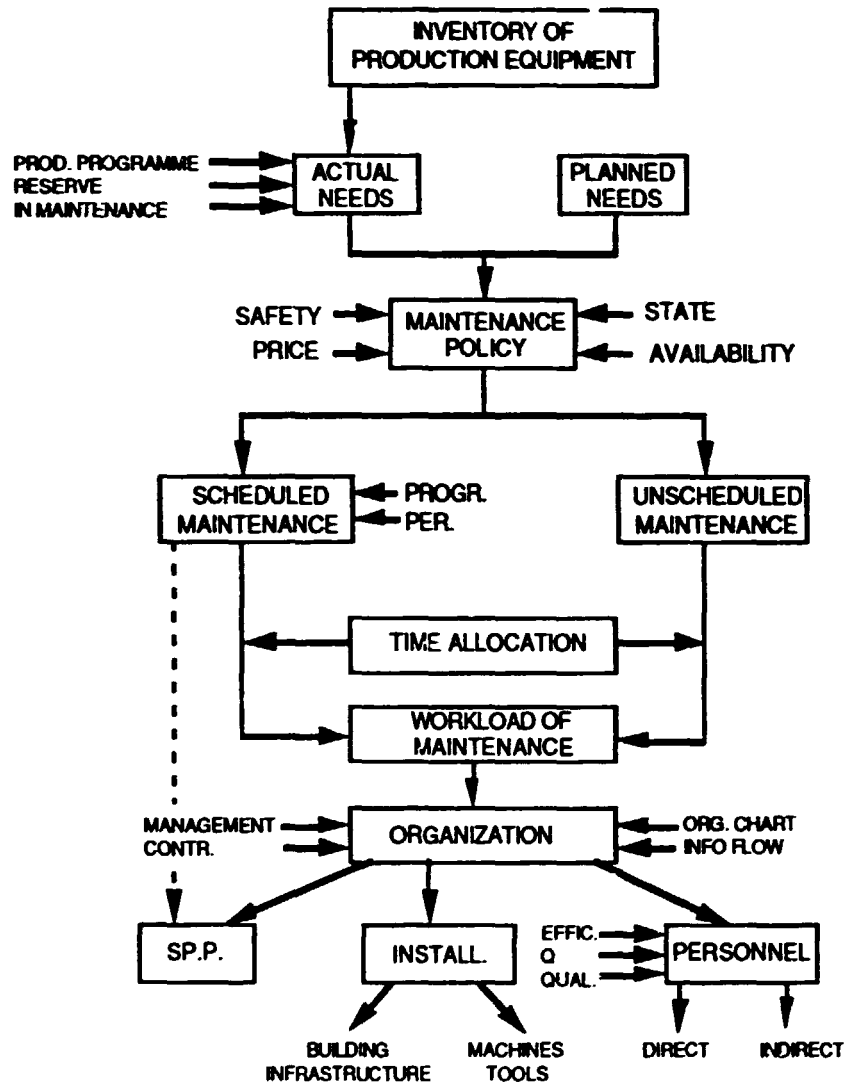 INVENTORY OF
PRODUCTION EQUIPMENT
PROD. PROGRAMME
RESERVE
IN MAINTENANCE
ACTUAL
NEEDS
PLANNED
NEEDS
SAFETY
PRICE
MAINTENANCE
POLICY
STATE
AVAILABILITY
SCHEDULED
MAINTENANCE
PROGR.
PER.
UNSCHEDULED
MAINTENANCE
TIME ALLOCATION
WORKLOAD OF
MAINTENANCE
MANAGEMENT
CONTR.
ORGANIZATION
ORG. CHART
INFO FLOW
SP.P.
INSTALL.
EFFIC.
Q
QUAL.
PERSONNEL
BUILDING
INFRASTRUCTURE
MACHINES
TOOLS
DIRECT
INDIRECT